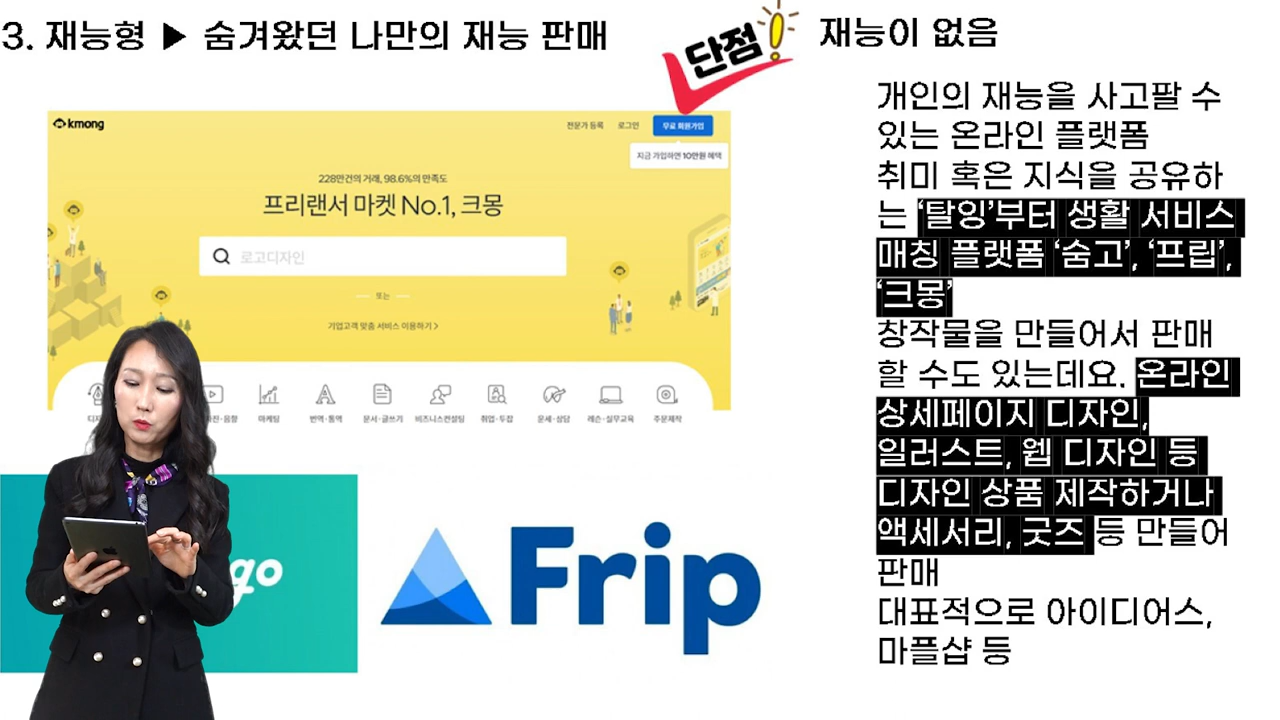 3. 재능형 ▶ 숨겨왔던 나만의 재능 판매
단점!
재능이 없음
kmong
전문가 등록 로그인 무료 회원가입
지금 가입하면 10만원 혜택
228만건의 거래, 98.6%의 만족도
프리랜서 마켓 No.1, 크몽
로고디자인
또는
기업고객 맞춤 서비스 이용하기 >
마케팅 번역·통역 문서·글쓰기 비즈니스컨설팅 취업·투잡 운세·상담 레슨·실무교육 주문제작
go
Frip
개인의 재능을 사고팔 수
있는 온라인 플랫폼
취미 혹은 지식을 공유하
는 ‘탈잉’부터 생활 서비스
매칭 플랫폼 ‘숨고’, ‘프립’,
‘크몽’
창작물을 만들어서 판매
할 수도 있는데요. 온라인
상세페이지 디자인,
일러스트, 웹 디자인 등
디자인 상품 제작하거나
액세서리, 굿즈 등 만들어
판매
대표적으로 아이디어스,
마플샵 등